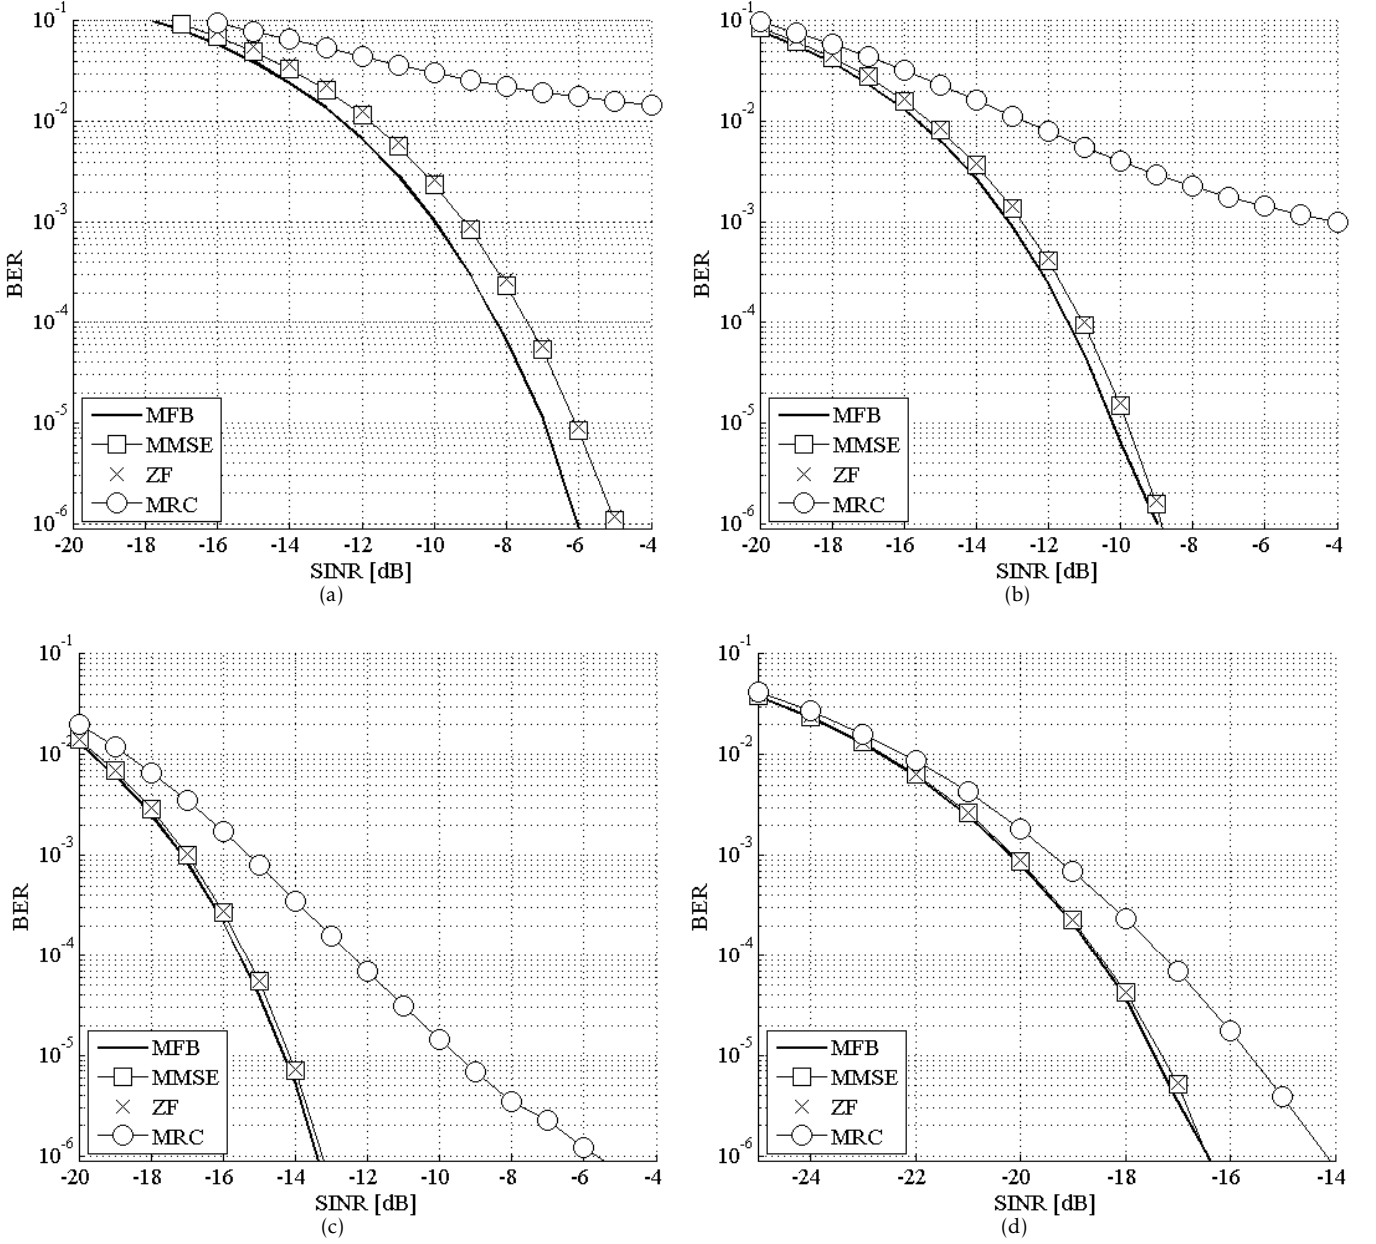 10^-1
10^-2
10^-3
10^-4
10^-5
10^-6
BER
MFB
MMSE
ZF
MRC
-20 -18 -16 -14 -12 -10 -8 -6 -4
SINR [dB]
(a)
10^-1
10^-2
10^-3
10^-4
10^-5
10^-6
BER
MFB
MMSE
ZF
MRC
-20 -18 -16 -14 -12 -10 -8 -6 -4
SINR [dB]
(b)
10^-1
10^-2
10^-3
10^-4
10^-5
10^-6
BER
MFB
MMSE
ZF
MRC
-20 -18 -16 -14 -12 -10 -8 -6 -4
SINR [dB]
(c)
10^-1
10^-2
10^-3
10^-4
10^-5
10^-6
BER
MFB
MMSE
ZF
MRC
-24 -22 -20 -18 -16 -14
SINR [dB]
(d)